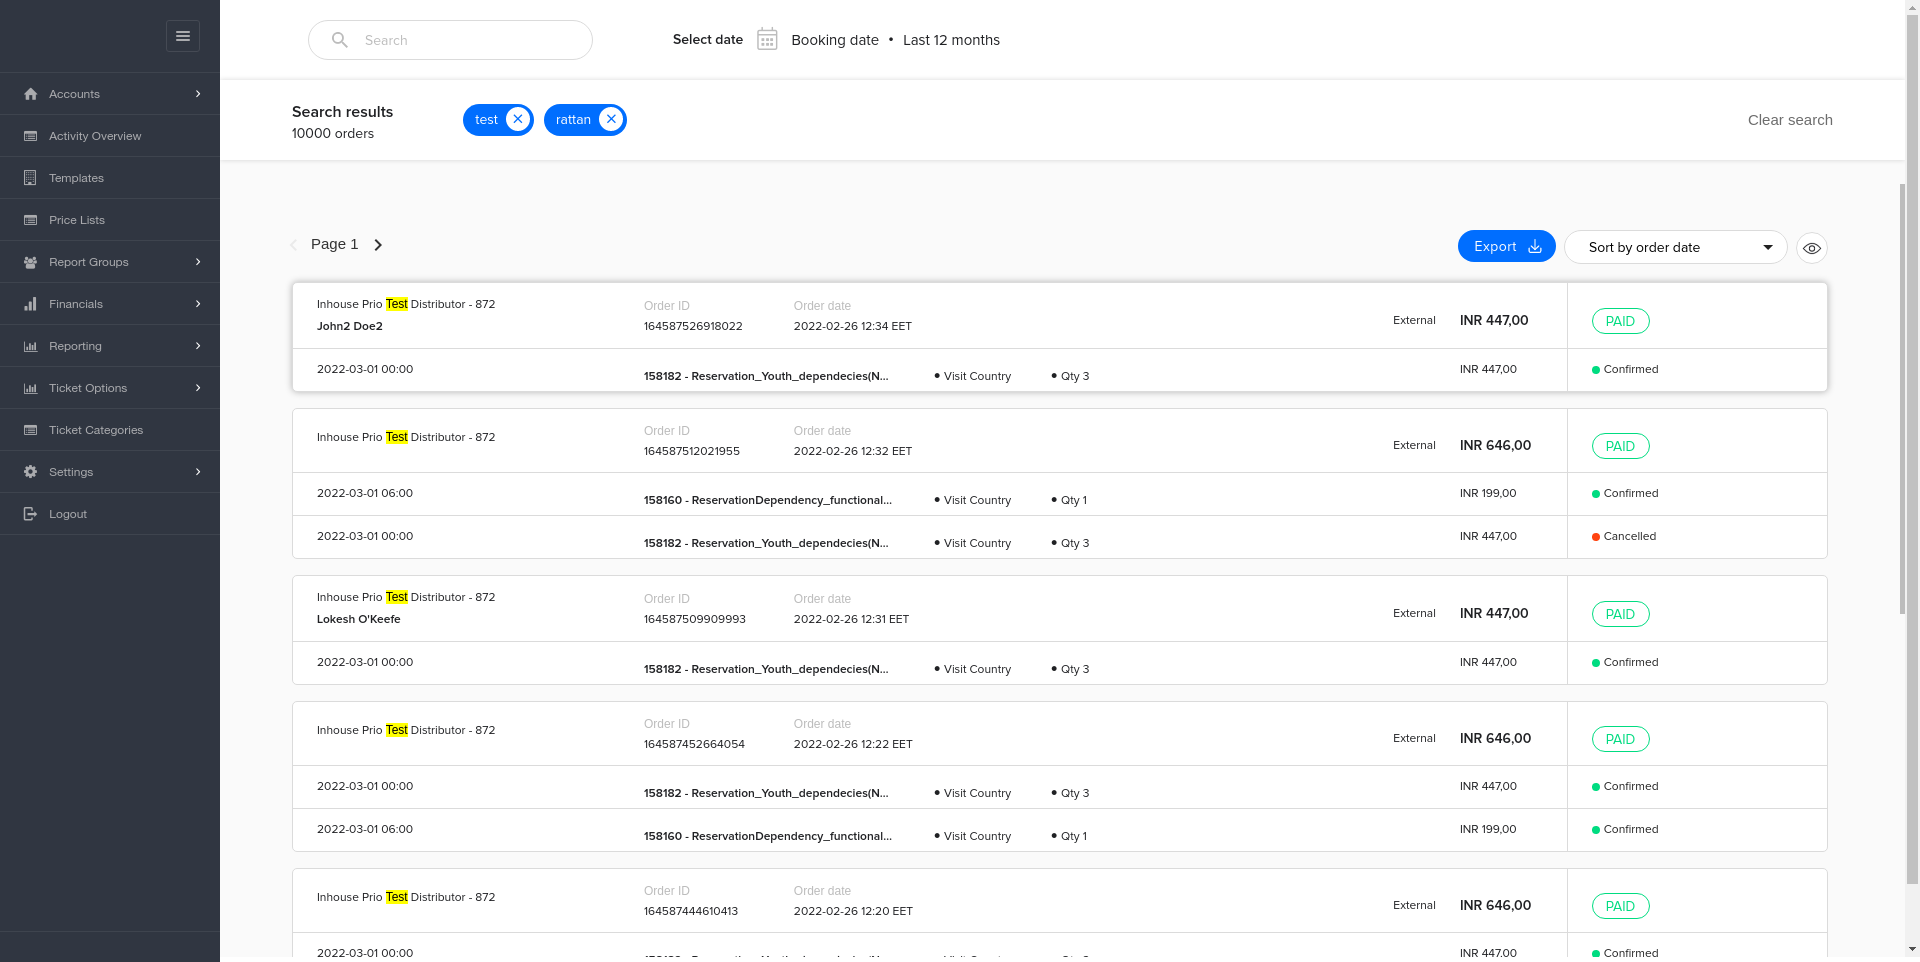 Search
Select date Booking date • Last 12 months
Accounts
Activity Overview
Templates
Price Lists
Report Groups
Financials
Reporting
Ticket Options
Ticket Categories
Settings
Logout
Search results
10000 orders
test
rattan
Clear search
Page 1
Export
Sort by order date
Inhouse Prio Test Distributor - 872
John2 Doe2
Order ID
164587526918022
Order date
2022-02-26 12:34 EET
External INR 447,00
PAID
2022-03-01 00:00 158182 - Reservation_Youth_dependecies(N... • Visit Country • Qty 3 INR 447,00 Confirmed
Inhouse Prio Test Distributor - 872
Order ID
164587512021955
Order date
2022-02-26 12:32 EET
External INR 646,00
PAID
2022-03-01 06:00 158160 - ReservationDependency_functional... • Visit Country • Qty 1 INR 199,00 Confirmed
2022-03-01 00:00 158182 - Reservation_Youth_dependecies(N... • Visit Country • Qty 3 INR 447,00 Cancelled
Inhouse Prio Test Distributor - 872
Lokesh O'Keefe
Order ID
164587509909993
Order date
2022-02-26 12:31 EET
External INR 447,00
PAID
2022-03-01 00:00 158182 - Reservation_Youth_dependecies(N... • Visit Country • Qty 3 INR 447,00 Confirmed
Inhouse Prio Test Distributor - 872
Order ID
164587452664054
Order date
2022-02-26 12:22 EET
External INR 646,00
PAID
2022-03-01 00:00 158182 - Reservation_Youth_dependecies(N... • Visit Country • Qty 3 INR 447,00 Confirmed
2022-03-01 06:00 158160 - ReservationDependency_functional... • Visit Country • Qty 1 INR 199,00 Confirmed
Inhouse Prio Test Distributor - 872
Order ID
164587444610413
Order date
2022-02-26 12:20 EET
External INR 646,00
PAID
2022-03-01 00:00 INR 447,00 Confirmed